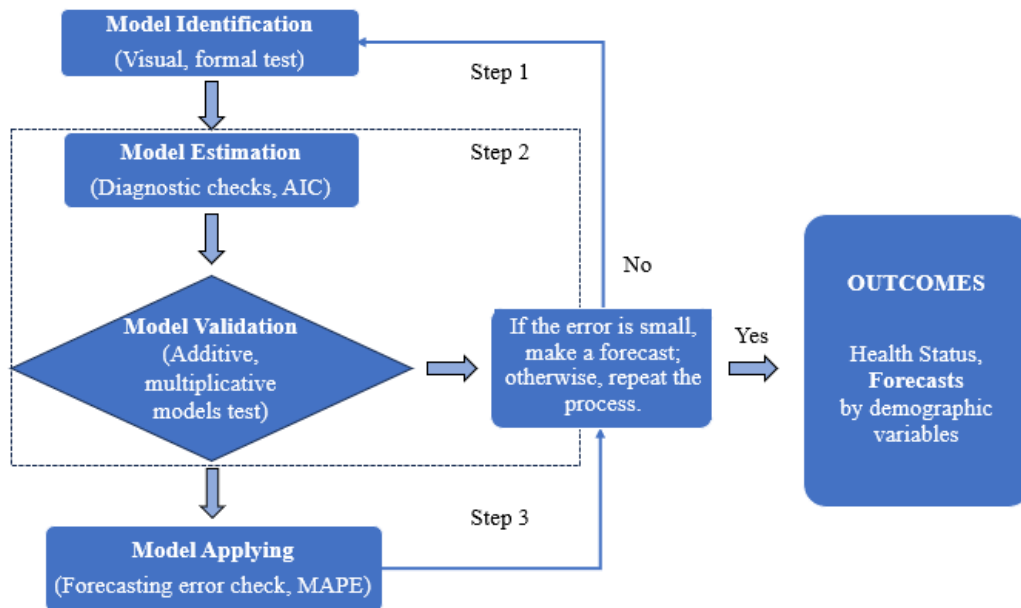 Model Identification
(Visual, formal test)
Step 1
Model Estimation
(Diagnostic checks, AIC)
Step 2
Model Validation
(Additive,
multiplicative
models test)
No
If the error is small,
make a forecast;
otherwise, repeat the
process.
Yes
OUTCOMES
Health Status,
Forecasts
by demographic
variables
Step 3
Model Applying
(Forecasting error check, MAPE)